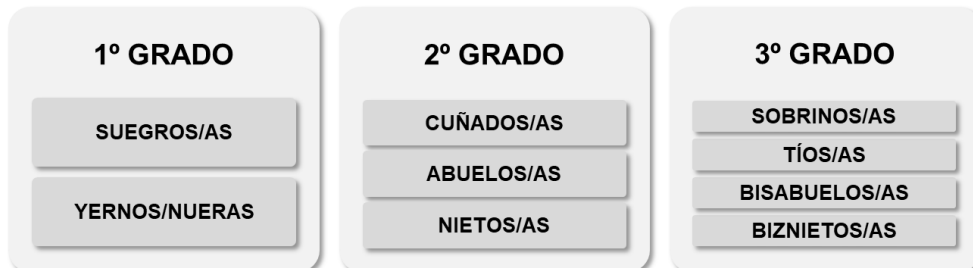 1º GRADO
SUEGROS/AS
YERNOS/NUERAS
2º GRADO
CUÑADOS/AS
ABUELOS/AS
NIETOS/AS
3º GRADO
SOBRINOS/AS
TÍOS/AS
BISABUELOS/AS
BIZNIETOS/AS